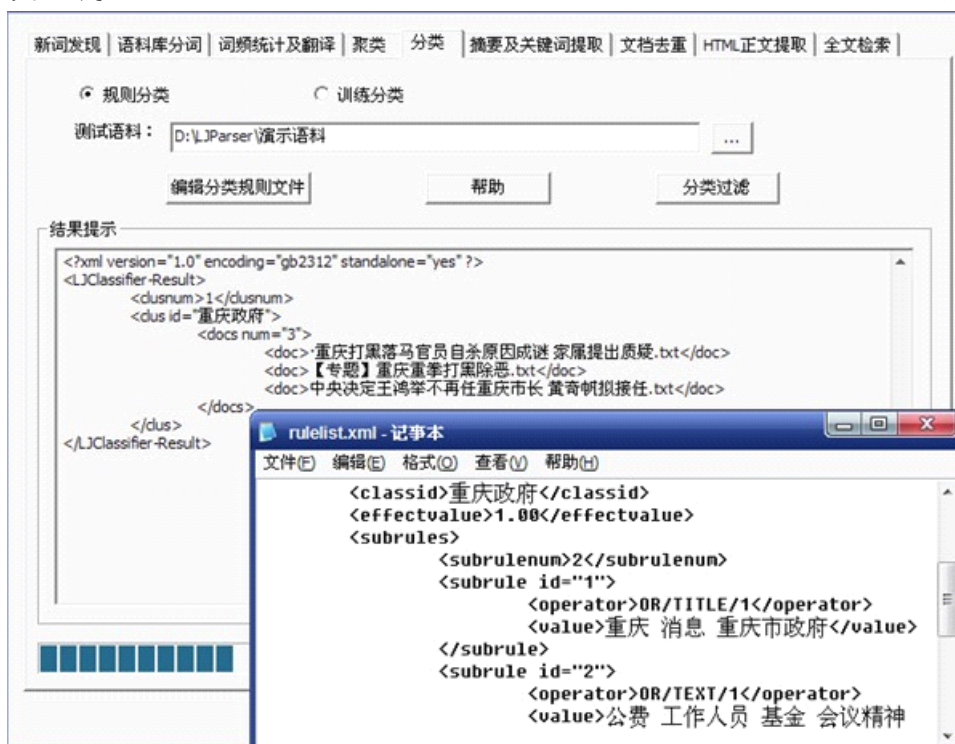 新词发现 | 语料库分词 | 词频统计及翻译 | 聚类 | 分类 | 摘要及关键词提取 | 文档去重 | HTML正文提取 | 全文检索
规则分类 训练分类
测试语料： D:\LJParser\演示语料 ...
编辑分类规则文件 帮助 分类过滤
结果提示
<?xml version="1.0" encoding="gb2312" standalone="yes" ?>
<LJClassifier-Result>
<clusnum>1</clusnum>
<clus id="重庆政府">
<docs num="3">
<doc>·重庆打黑落马官员自杀原因成谜 家属提出质疑.txt</doc>
<doc>【专题】重庆重拳打黑除恶.txt</doc>
<doc>中央决定王鸿举不再任重庆市长 黄奇帆拟接任.txt</doc>
</docs>
</clus>
</LJClassifier-Result>
rulelist.xml - 记事本
文件(F) 编辑(E) 格式(O) 查看(V) 帮助(H)
<classid>重庆政府</classid>
<effectvalue>1.00</effectvalue>
<subrules>
<subrulenum>2</subrulenum>
<subrule id="1">
<operator>OR/TITLE/1</operator>
<value>重庆 消息 重庆市政府</value>
</subrule>
<subrule id="2">
<operator>OR/TEXT/1</operator>
<value>公费 工作人员 基金 会议精神